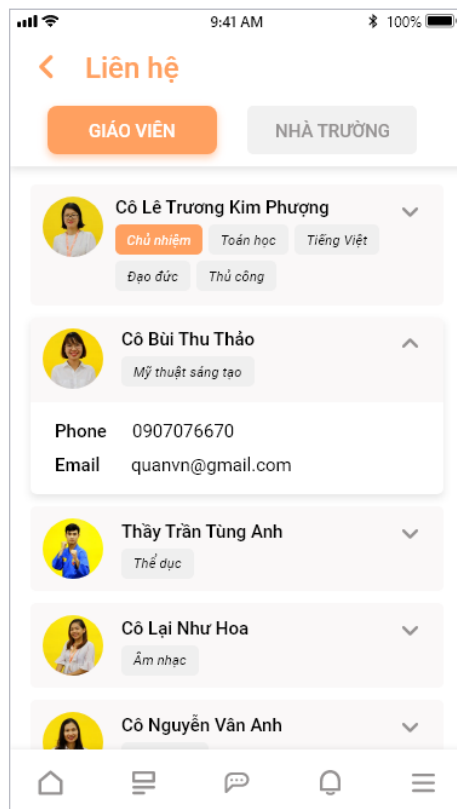 9:41 AM 100%
Liên hệ
GIÁO VIÊN NHÀ TRƯỜNG
Cô Lê Trương Kim Phượng
Chủ nhiệm Toán học Tiếng Việt
Đạo đức Thủ công
Cô Bùi Thu Thảo
Mỹ thuật sáng tạo
Phone 0907076670
Email quanvn@gmail.com
Thầy Trần Tùng Anh
Thể dục
Cô Lại Như Hoa
Âm nhạc
Cô Nguyễn Vân Anh